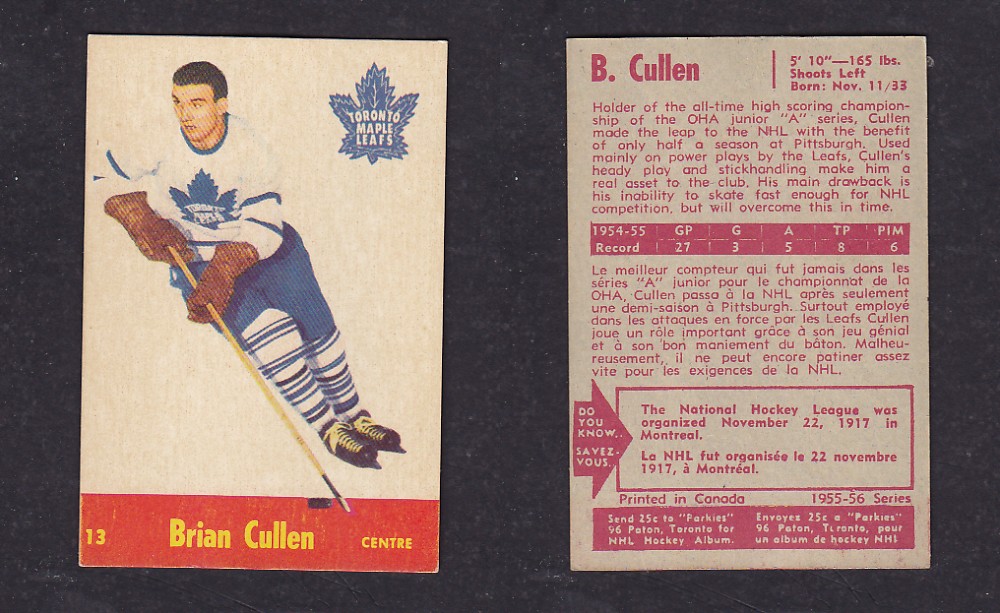 TORONTO
MAPLE
LEAFS
TORONTO
MAPLE
13
Brian Cullen
CENTRE
B. Cullen
5' 10"—165 lbs.
Shoots Left
Born: Nov. 11/33
Holder of the all-time high scoring champion-
ship of the OHA junior "A" series, Cullen
made the leap to the NHL with the benefit
of only half a season at Pittsburgh. Used
mainly on power plays by the Leafs, Cullen's
heady play and stickhandling make him a
real asset to the club. His main drawback is
his inability to skate fast enough for NHL
competition, but will overcome this in time.
1954-55 GP G A TP PIM
Record 27 3 5 8 6
Le meilleur compteur qui fut jamais dans les
séries "A" junior pour le championnat de la
OHA, Cullen passa à la NHL après seulement
une demi-saison à Pittsburgh. Surtout employé
dans les attaques en force par les Leafs Cullen
joue un rôle important grâce à son jeu génial
et à son bon maniement du bâton. Malheu-
reusement, il ne peut encore patiner assez
vite pour les exigences de la NHL.
DO
YOU
KNOW..
SAVEZ-
VOUS..
The National Hockey League was
organized November 22, 1917 in
Montreal.
La NHL fut organisée le 22 novembre
1917, à Montréal.
Printed in Canada 1955-56 Series
Send 25c to "Parkies"
96 Paton, Toronto for
NHL Hockey Album.
Envoyez 25c a "Parkies"
96 Paton, Toronto, pour
un album de hockey NHL